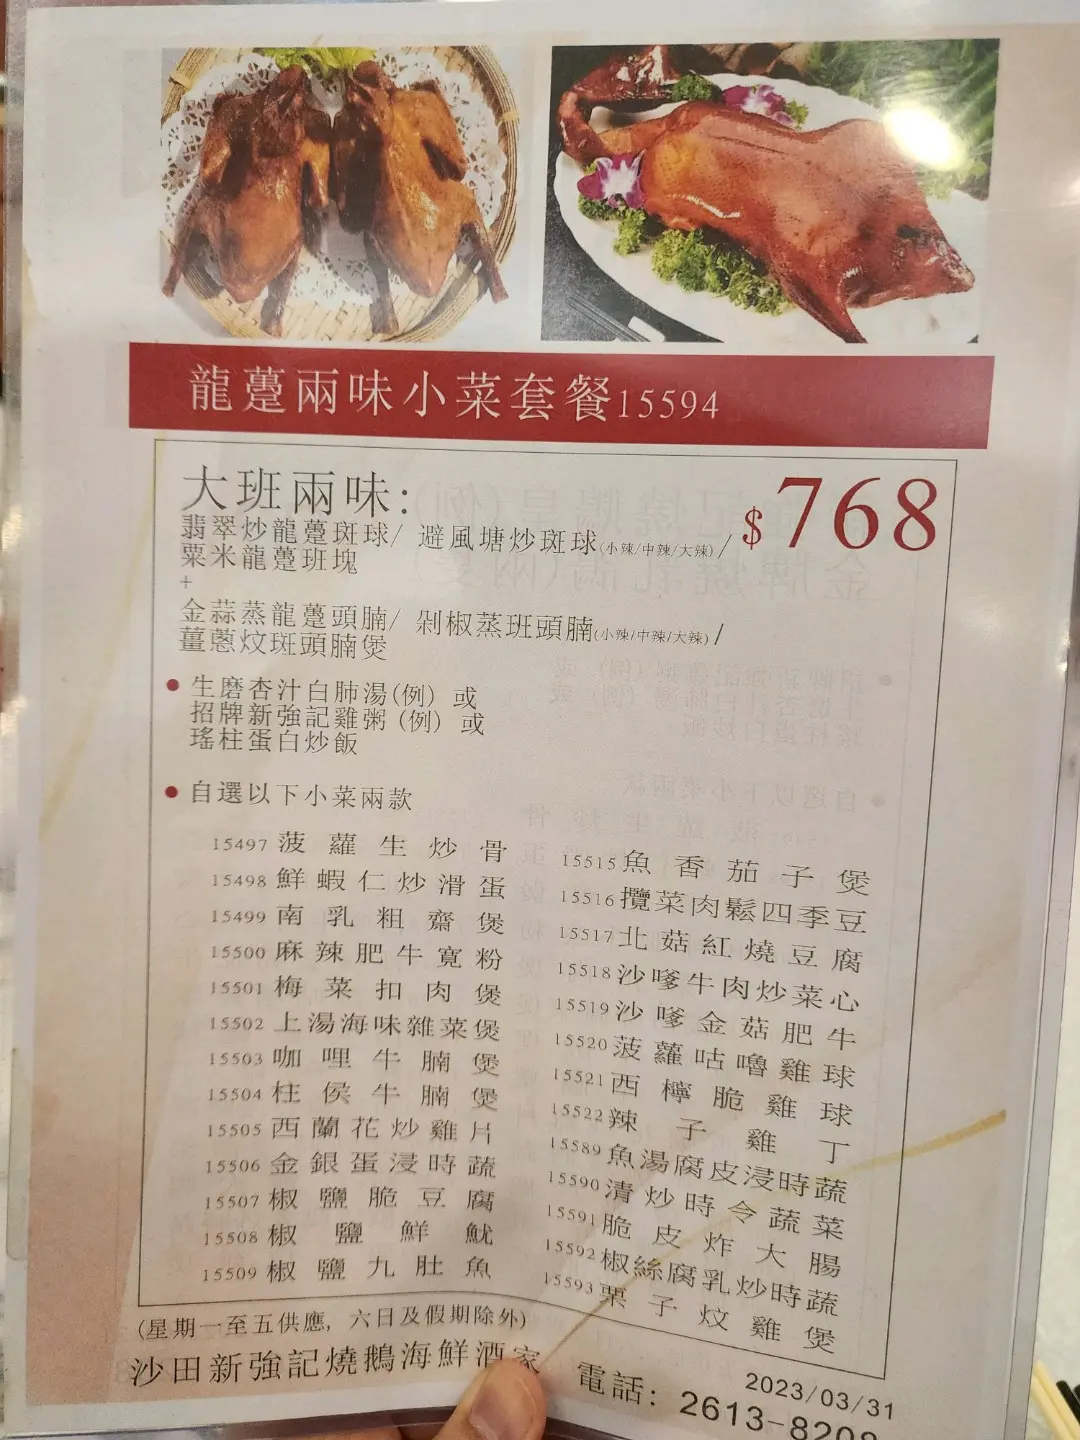 龍躉兩味小菜套餐15594
大班兩味:
$768
翡翠炒龍躉斑球/ 避風塘炒斑球(小辣/中辣/大辣)/
粟米龍躉班塊
+
金蒜蒸龍躉頭腩/ 剁椒蒸班頭腩(小辣/中辣/大辣)/
薑蔥炆斑頭腩煲
● 生磨杏汁白肺湯(例) 或
招牌新強記雞粥 (例) 或
瑤柱蛋白炒飯
● 自選以下小菜兩款
15497 菠蘿生炒骨
15498 鮮蝦仁炒滑蛋
15499 南乳粗齋煲
15500 麻辣肥牛寬粉
15501 梅菜扣肉煲
15502 上湯海味雜菜煲
15503 咖哩牛腩煲
15504 柱侯牛腩煲
15505 西蘭花炒雞片
15506 金銀蛋浸時蔬
15507 椒鹽脆豆腐
15508 椒鹽鮮魷
15509 椒鹽九肚魚
15515 魚香茄子煲
15516 欖菜肉鬆四季豆
15517 北菇紅燒豆腐
15518 沙嗲牛肉炒菜心
15519 沙嗲金菇肥牛
15520 菠蘿咕嚕雞球
15521 西檸脆雞球
15522 辣子雞丁
15589 魚湯腐皮浸時蔬
15590 清炒時令蔬菜
15591 脆皮炸大腸
15592 椒絲腐乳炒時蔬
15593 栗子炆雞煲
(星期一至五供應, 六日及假期除外)
沙田新強記燒鵝海鮮酒家
2023/03/31
電話: 2613-8208